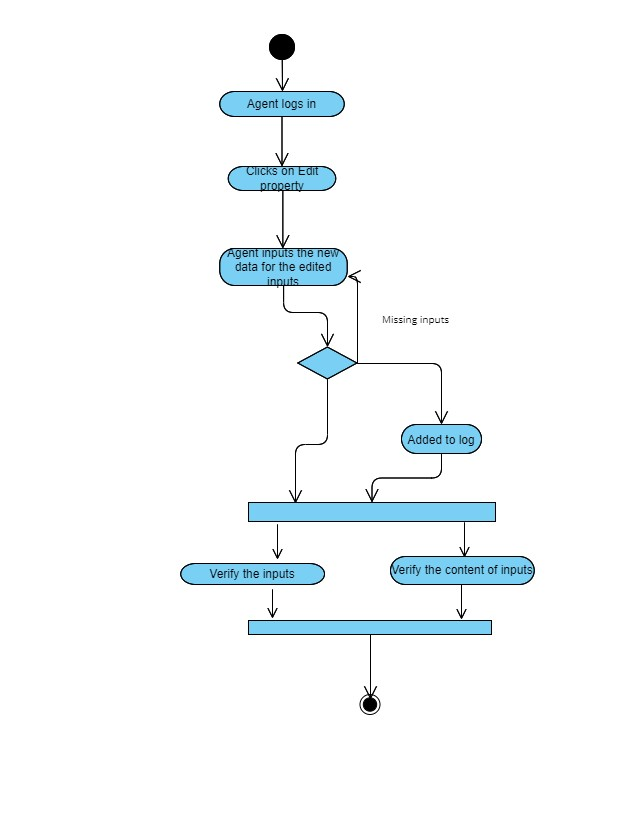 Agent logs in
Clicks on Edit
property
Agent inputs the new
data for the edited
inputs
Missing inputs
Added to log
Verify the inputs
Verify the content of inputs